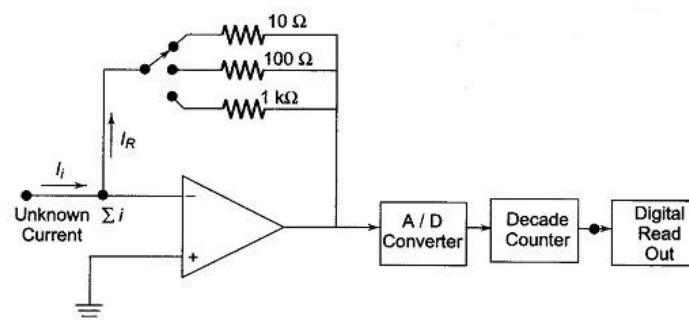 10 Ω
100 Ω
1 kΩ
I_R
I_i
Unknown
Current
Σ i
−
+
A / D
Converter
Decade
Counter
Digital
Read
Out